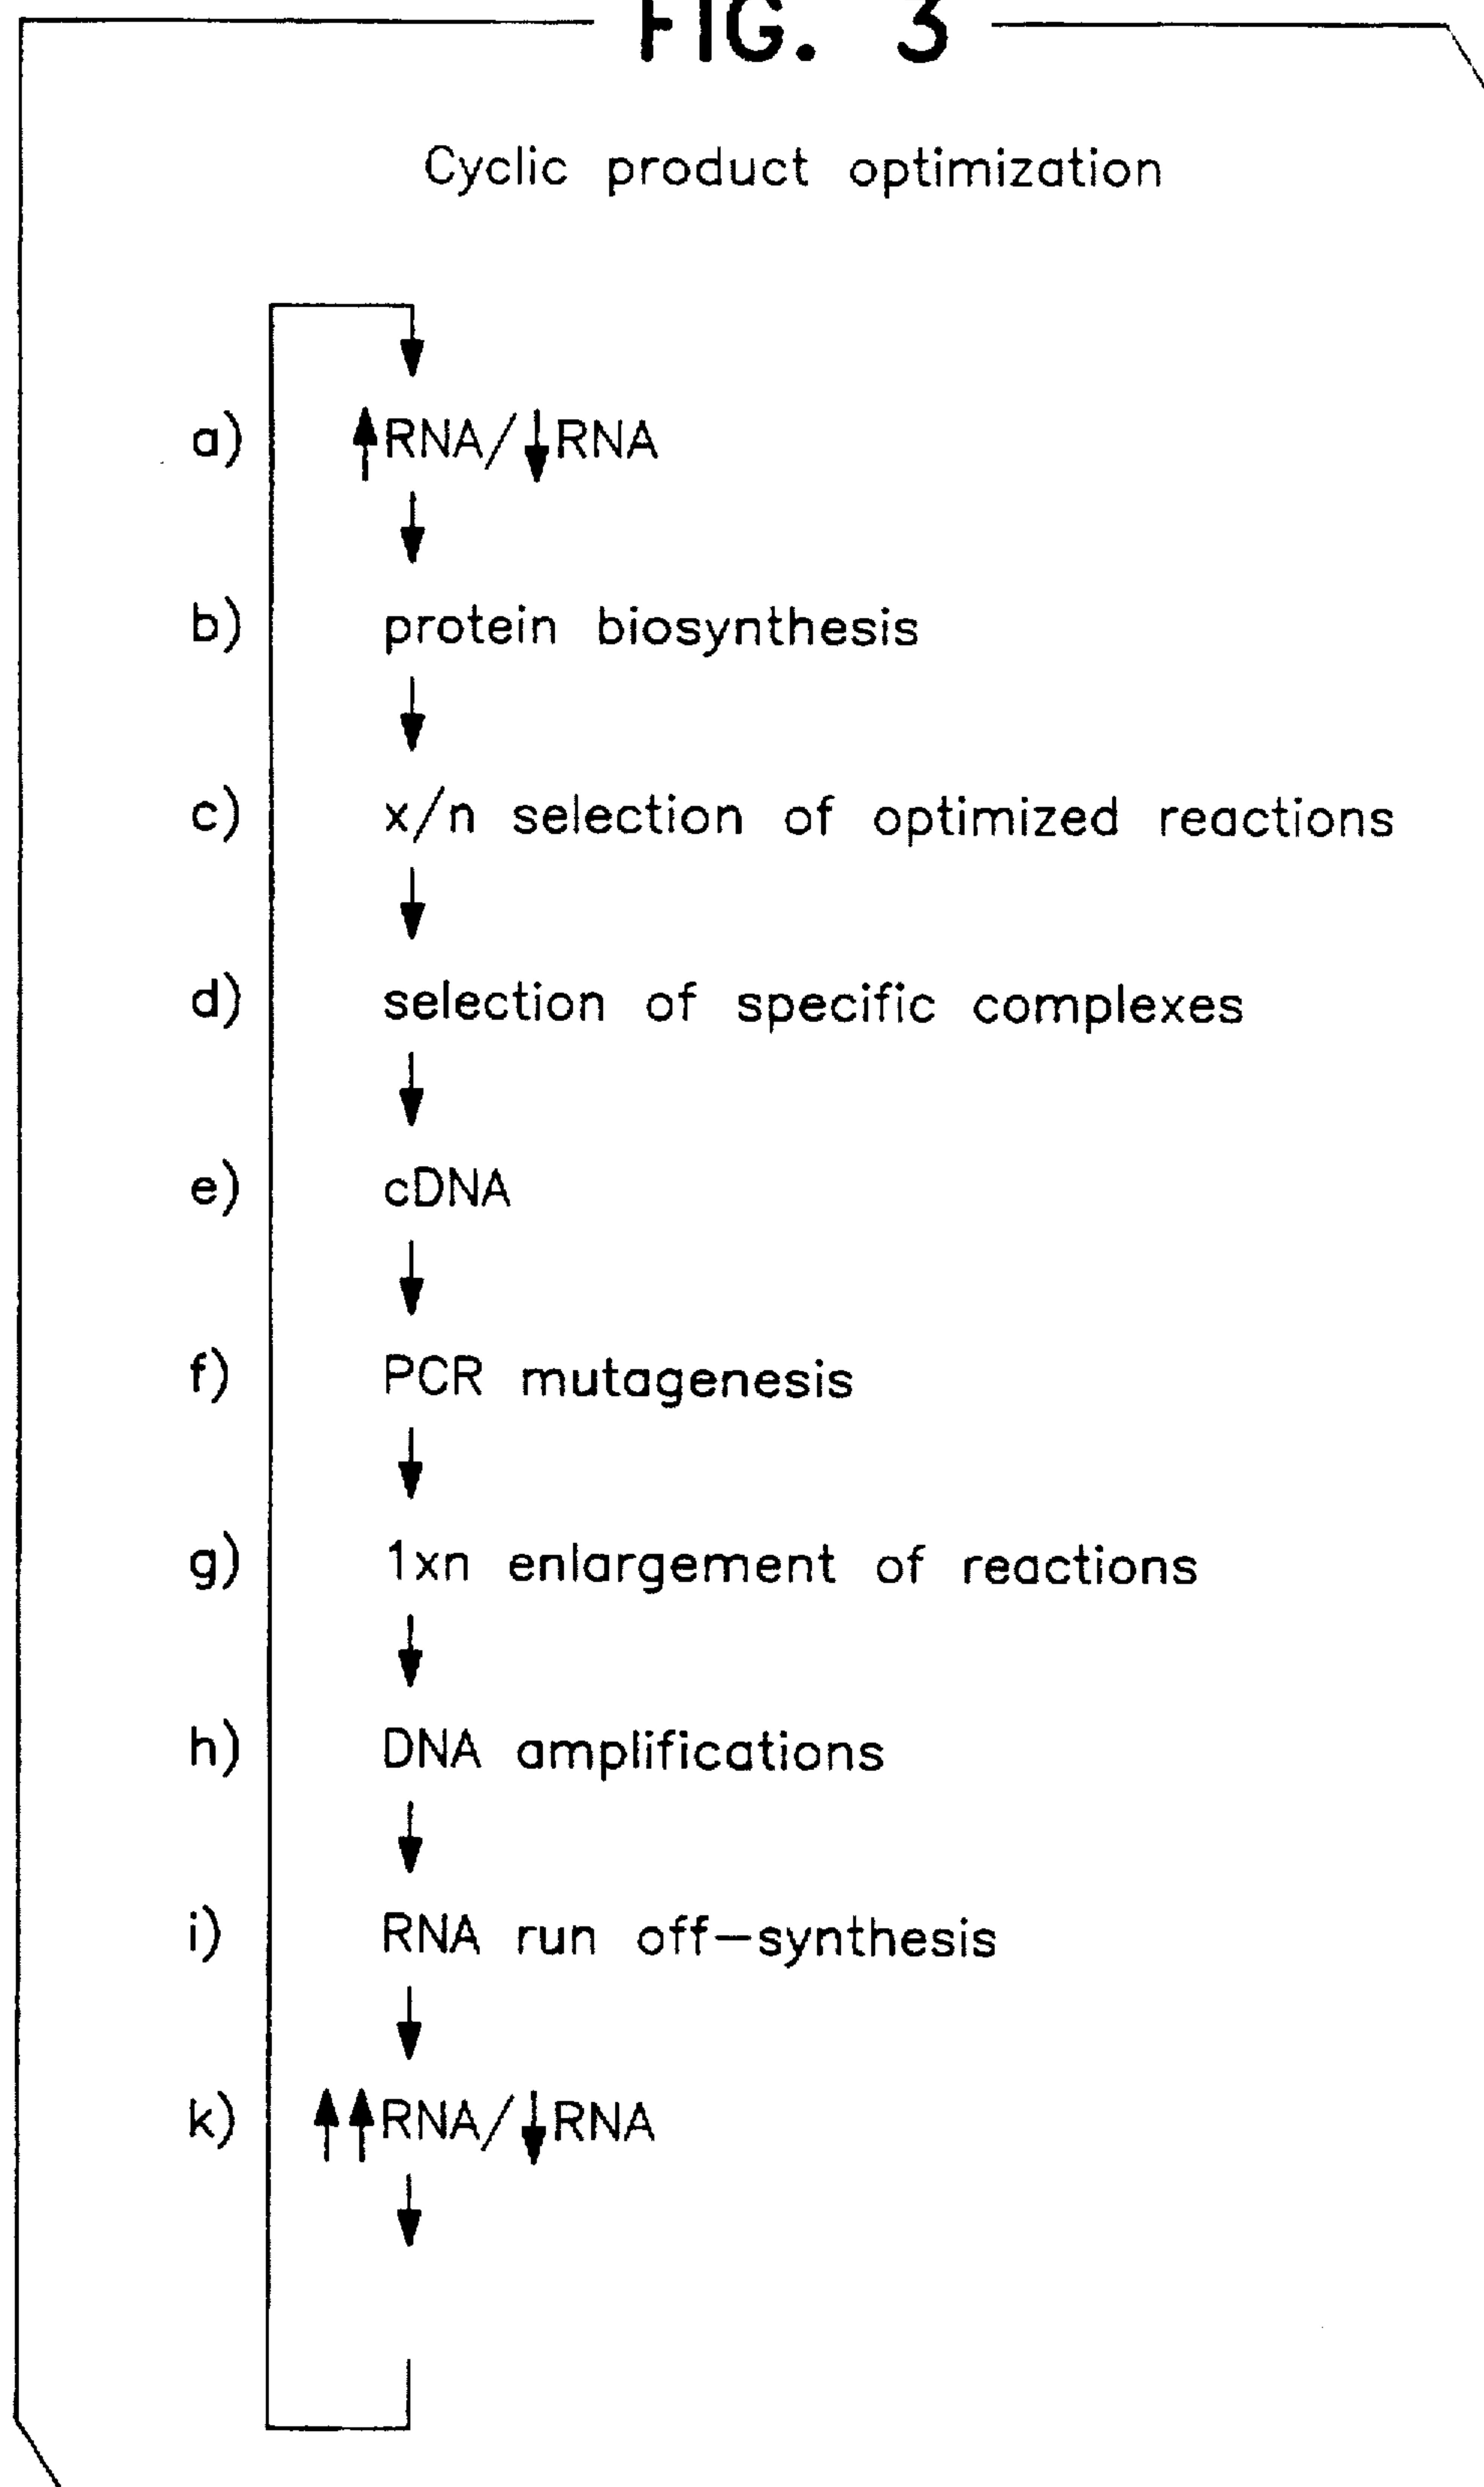 FIG. 3
Cyclic product optimization
a) ↑RNA/↓RNA
b) protein biosynthesis
c) x/n selection of optimized reactions
d) selection of specific complexes
e) cDNA
f) PCR mutagenesis
g) 1xn enlargement of reactions
h) DNA amplifications
i) RNA run off-synthesis
k) ↑↑RNA/↓RNA